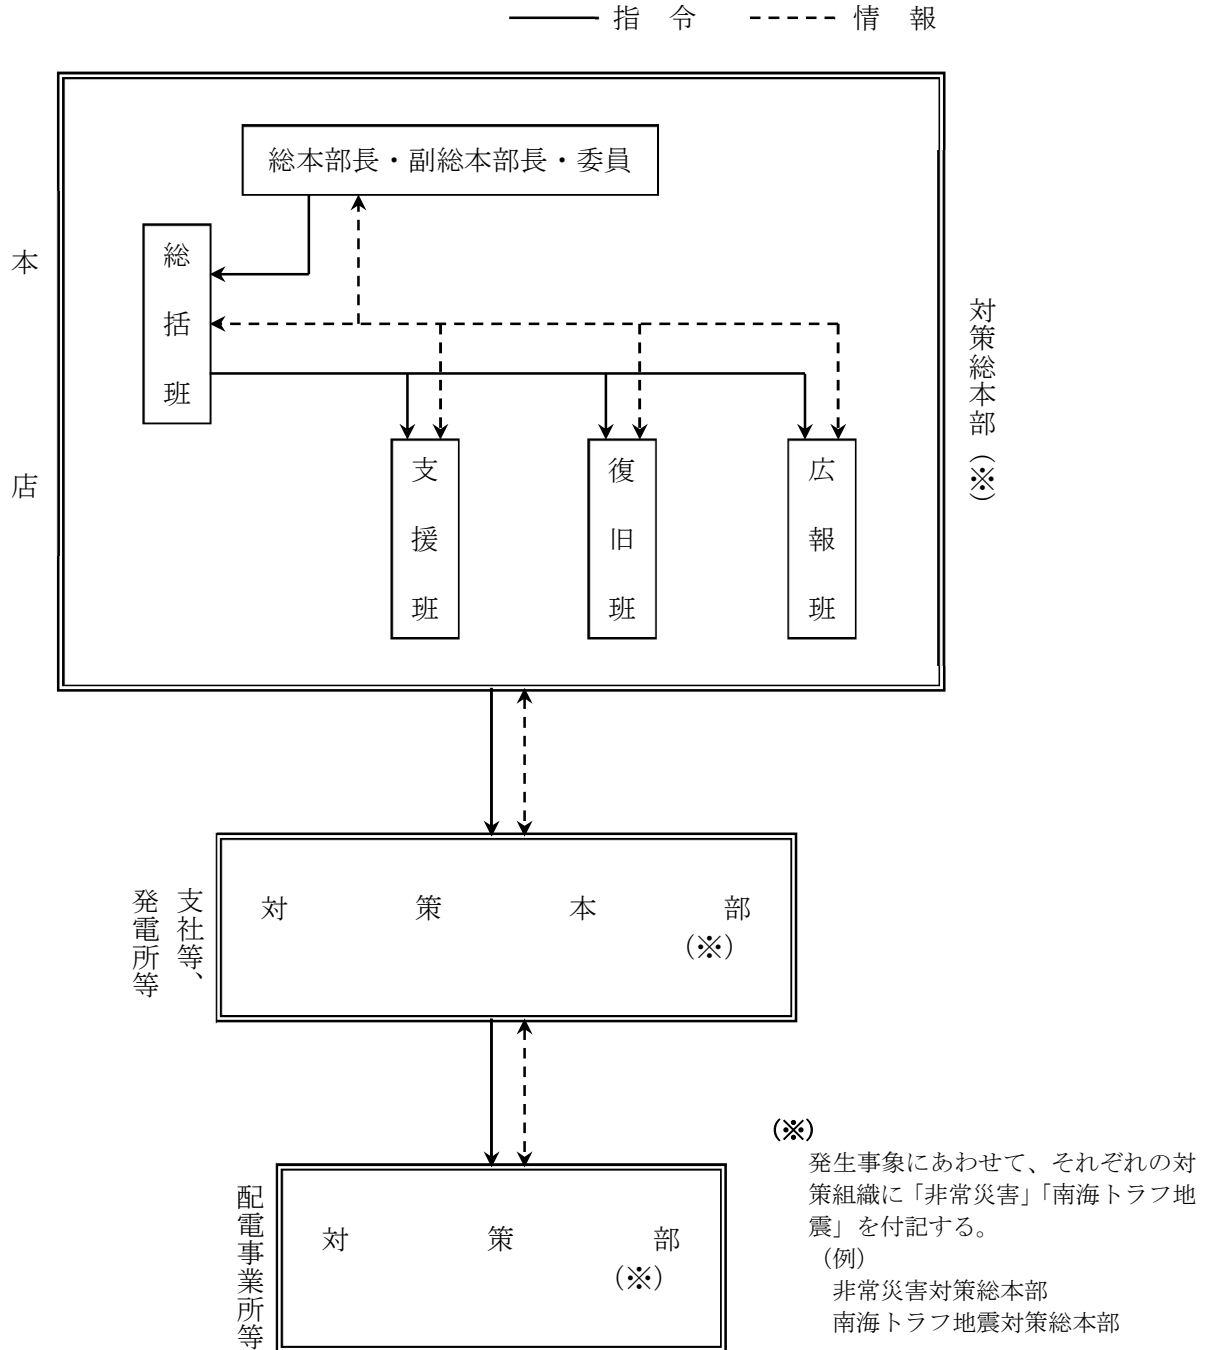 指 令 情 報
総本部長・副総本部長・委員
本店
総括班
対策総本部(※)
支援班
復旧班
広報班
支社等、
発電所等
対 策 本 部
(※)
配電事業所等
対 策 部
(※)
(※)
発生事象にあわせて、それぞれの対
策組織に「非常災害」「南海トラフ地
震」を付記する。
(例)
非常災害対策総本部
南海トラフ地震対策総本部